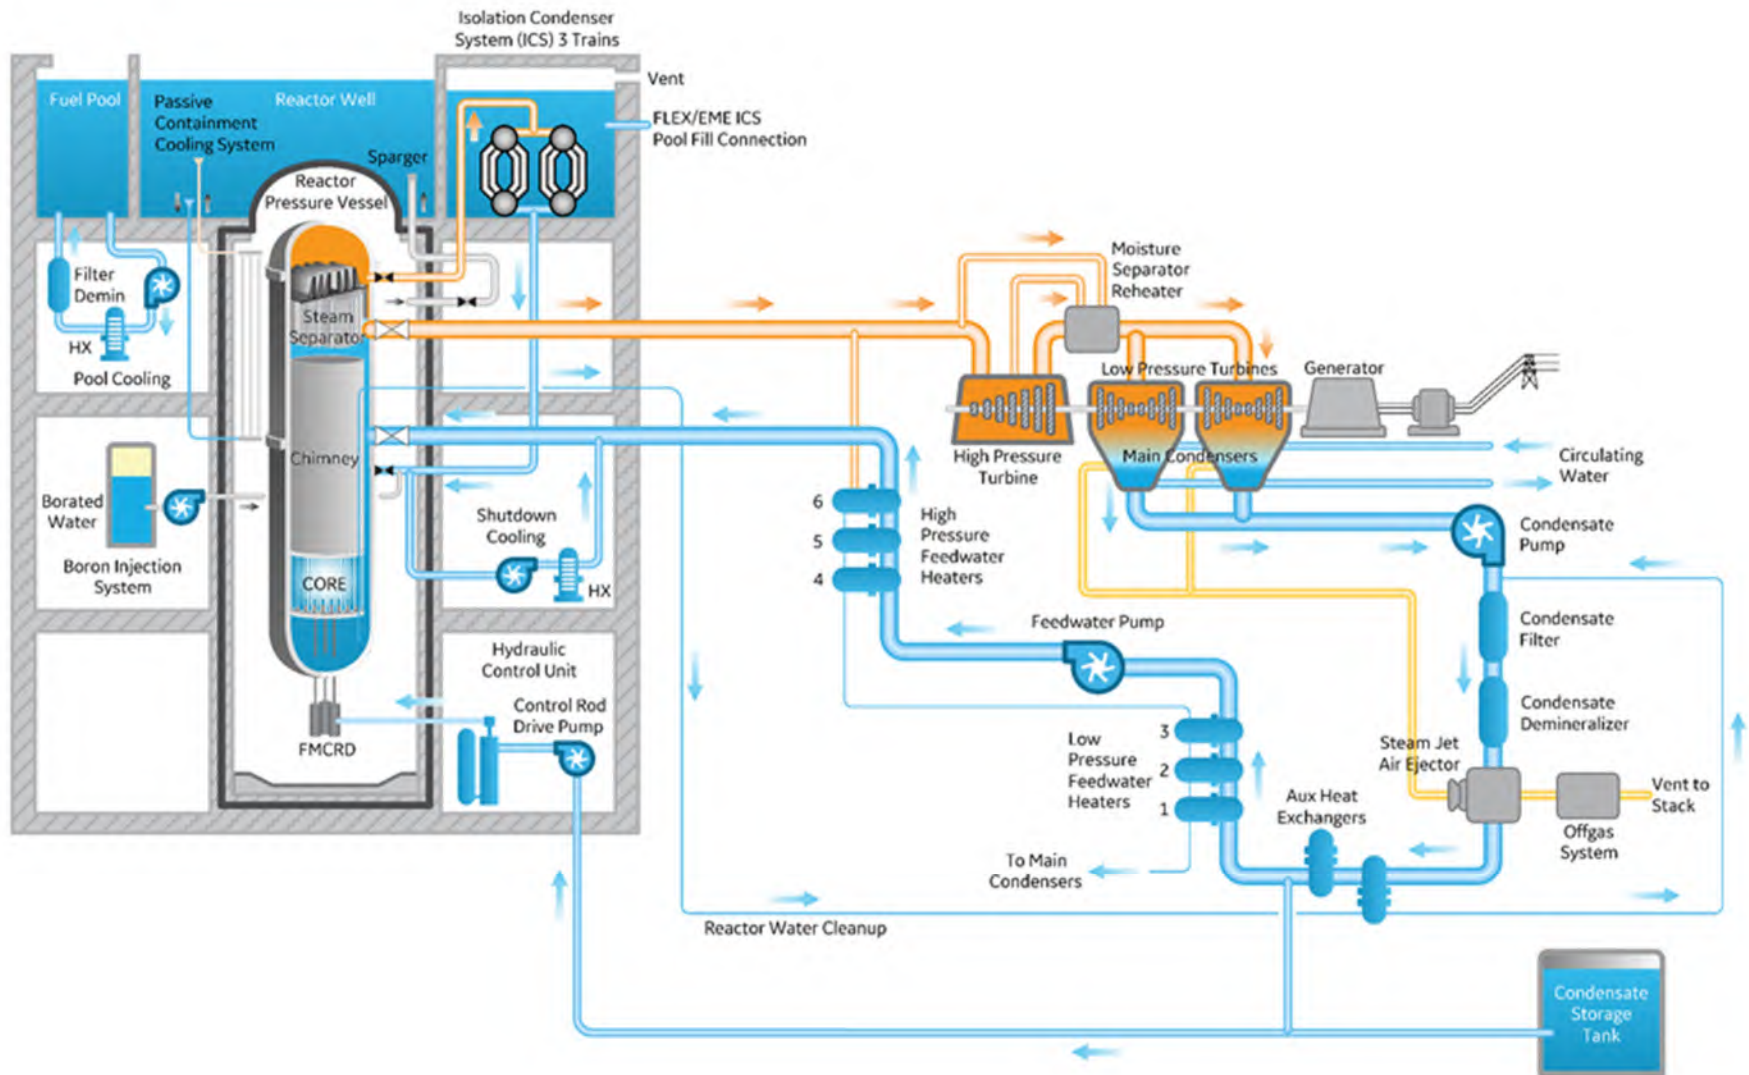 Isolation Condenser
System (ICS) 3 Trains
Vent
FLEX/EME ICS
Pool Fill Connection
Fuel Pool
Passive
Containment
Cooling System
Reactor Well
Sparger
Reactor
Pressure Vessel
Filter
Demin
HX
Pool Cooling
Steam
Separator
Chimney
CORE
Borated
Water
Boron Injection
System
Shutdown
Cooling
HX
Hydraulic
Control Unit
Control Rod
Drive Pump
FMCRD
Moisture
Separator
Reheater
Low Pressure Turbines
Generator
High Pressure
Turbine
Main Condensers
Circulating
Water
6
5
4
High
Pressure
Feedwater
Heaters
Condensate
Pump
Feedwater Pump
Condensate
Filter
Condensate
Demineralizer
3
2
1
Low
Pressure
Feedwater
Heaters
Steam Jet
Air Ejector
Vent to
Stack
Aux Heat
Exchangers
Offgas
System
To Main
Condensers
Reactor Water Cleanup
Condensate
Storage
Tank